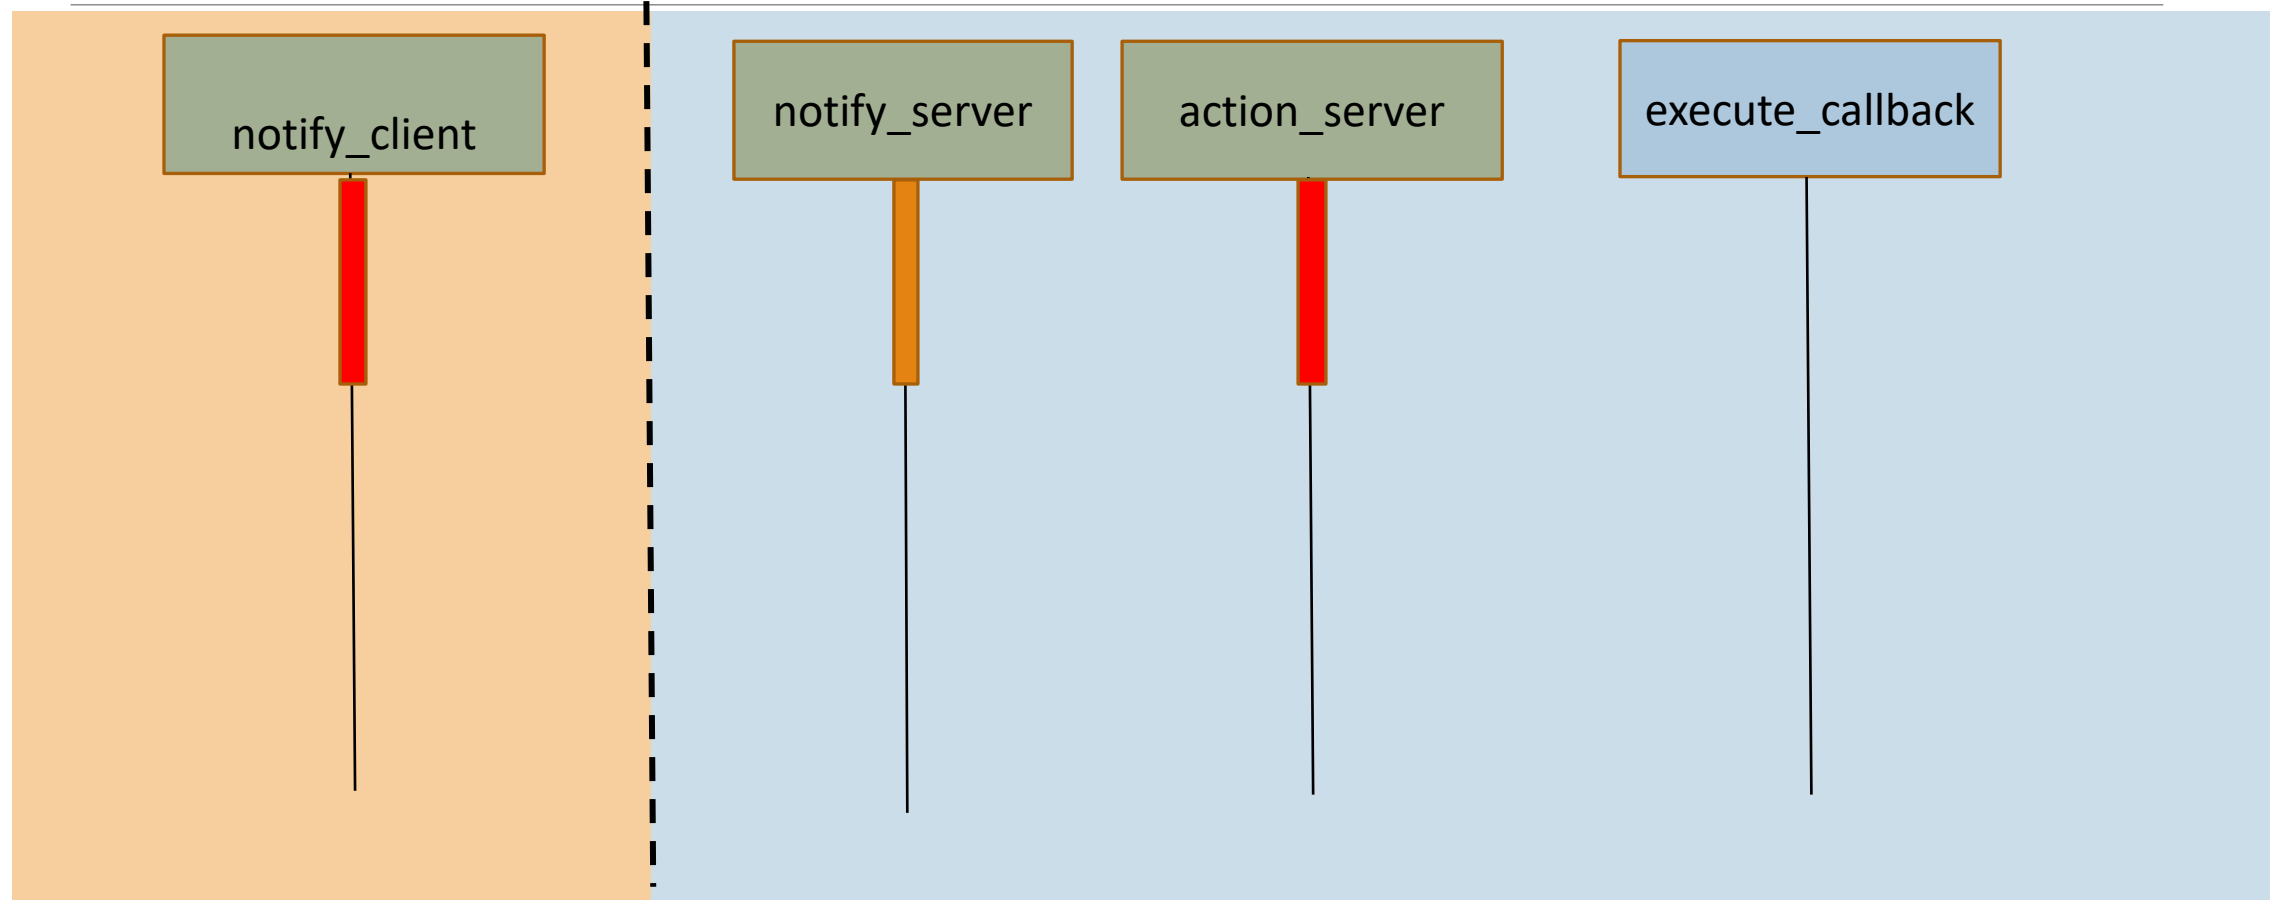 notify_client
notify_server
action_server
execute_callback